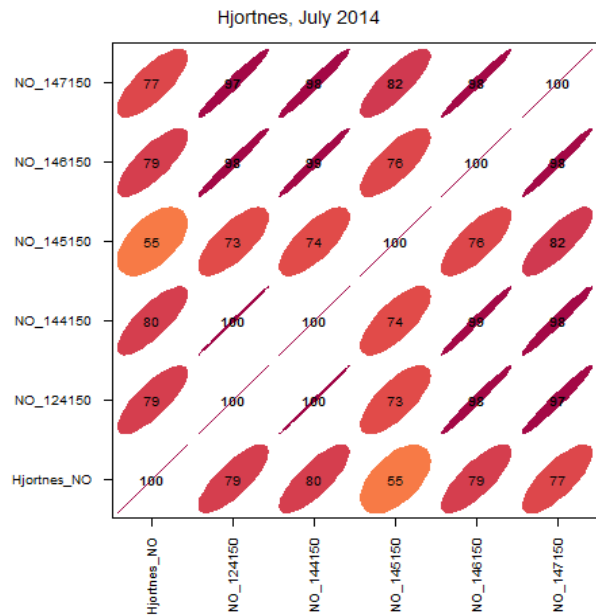 Hjortnes, July 2014
NO_147150 77 97 98 82 98 100
NO_146150 79 98 99 76 100 98
NO_145150 55 73 74 100 76 82
NO_144150 80 100 100 74 99 98
NO_124150 79 100 100 73 98 97
Hjortnes_NO 100 79 80 55 79 77
Hjortnes_NO
NO_124150
NO_144150
NO_145150
NO_146150
NO_147150